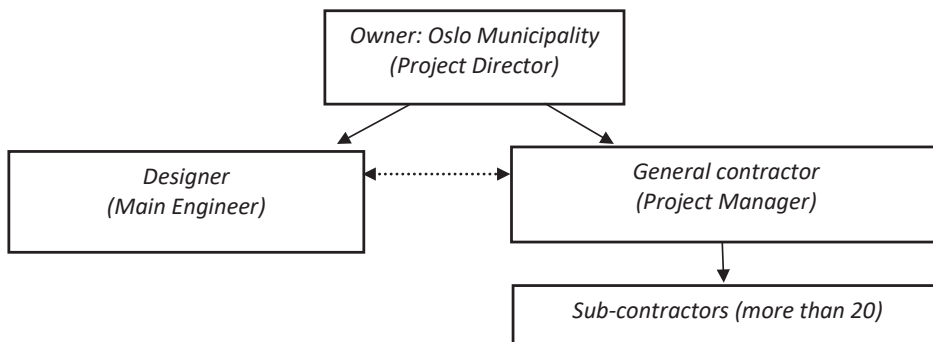 Owner: Oslo Municipality
(Project Director)
Designer
(Main Engineer)
General contractor
(Project Manager)
Sub-contractors (more than 20)